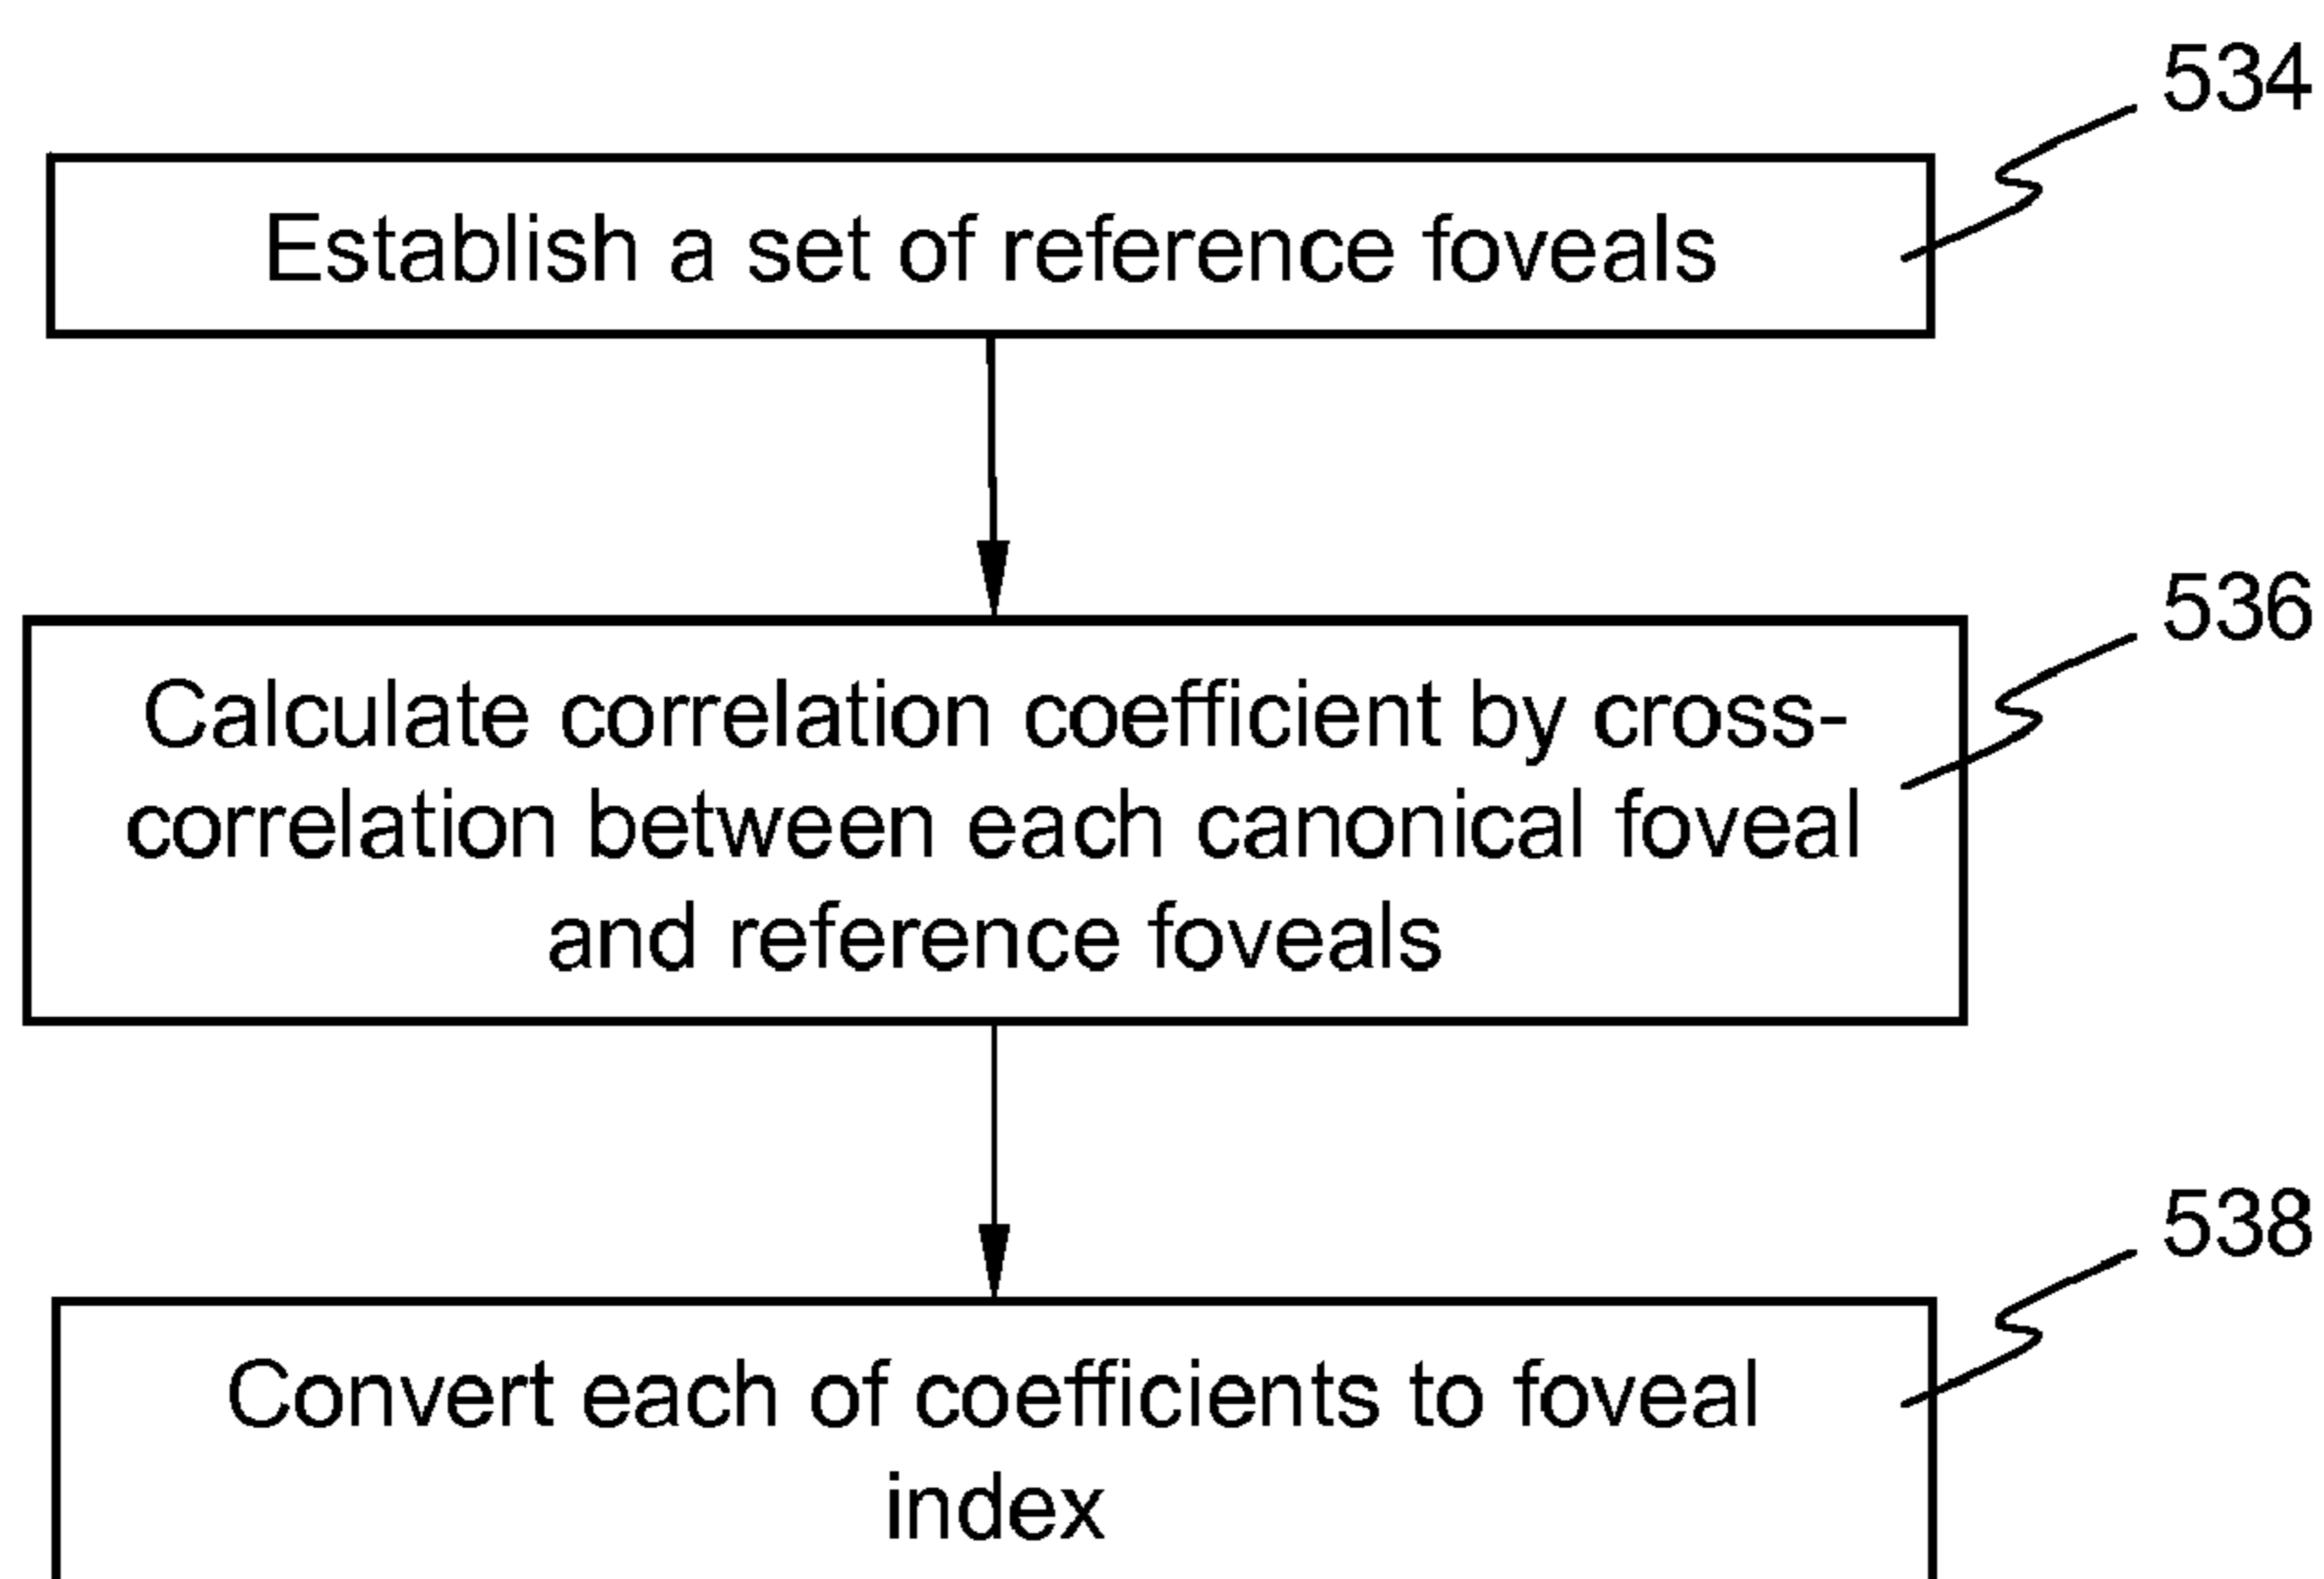 534
Establish a set of reference foveals
536
Calculate correlation coefficient by cross-
correlation between each canonical foveal
and reference foveals
538
Convert each of coefficients to foveal
index